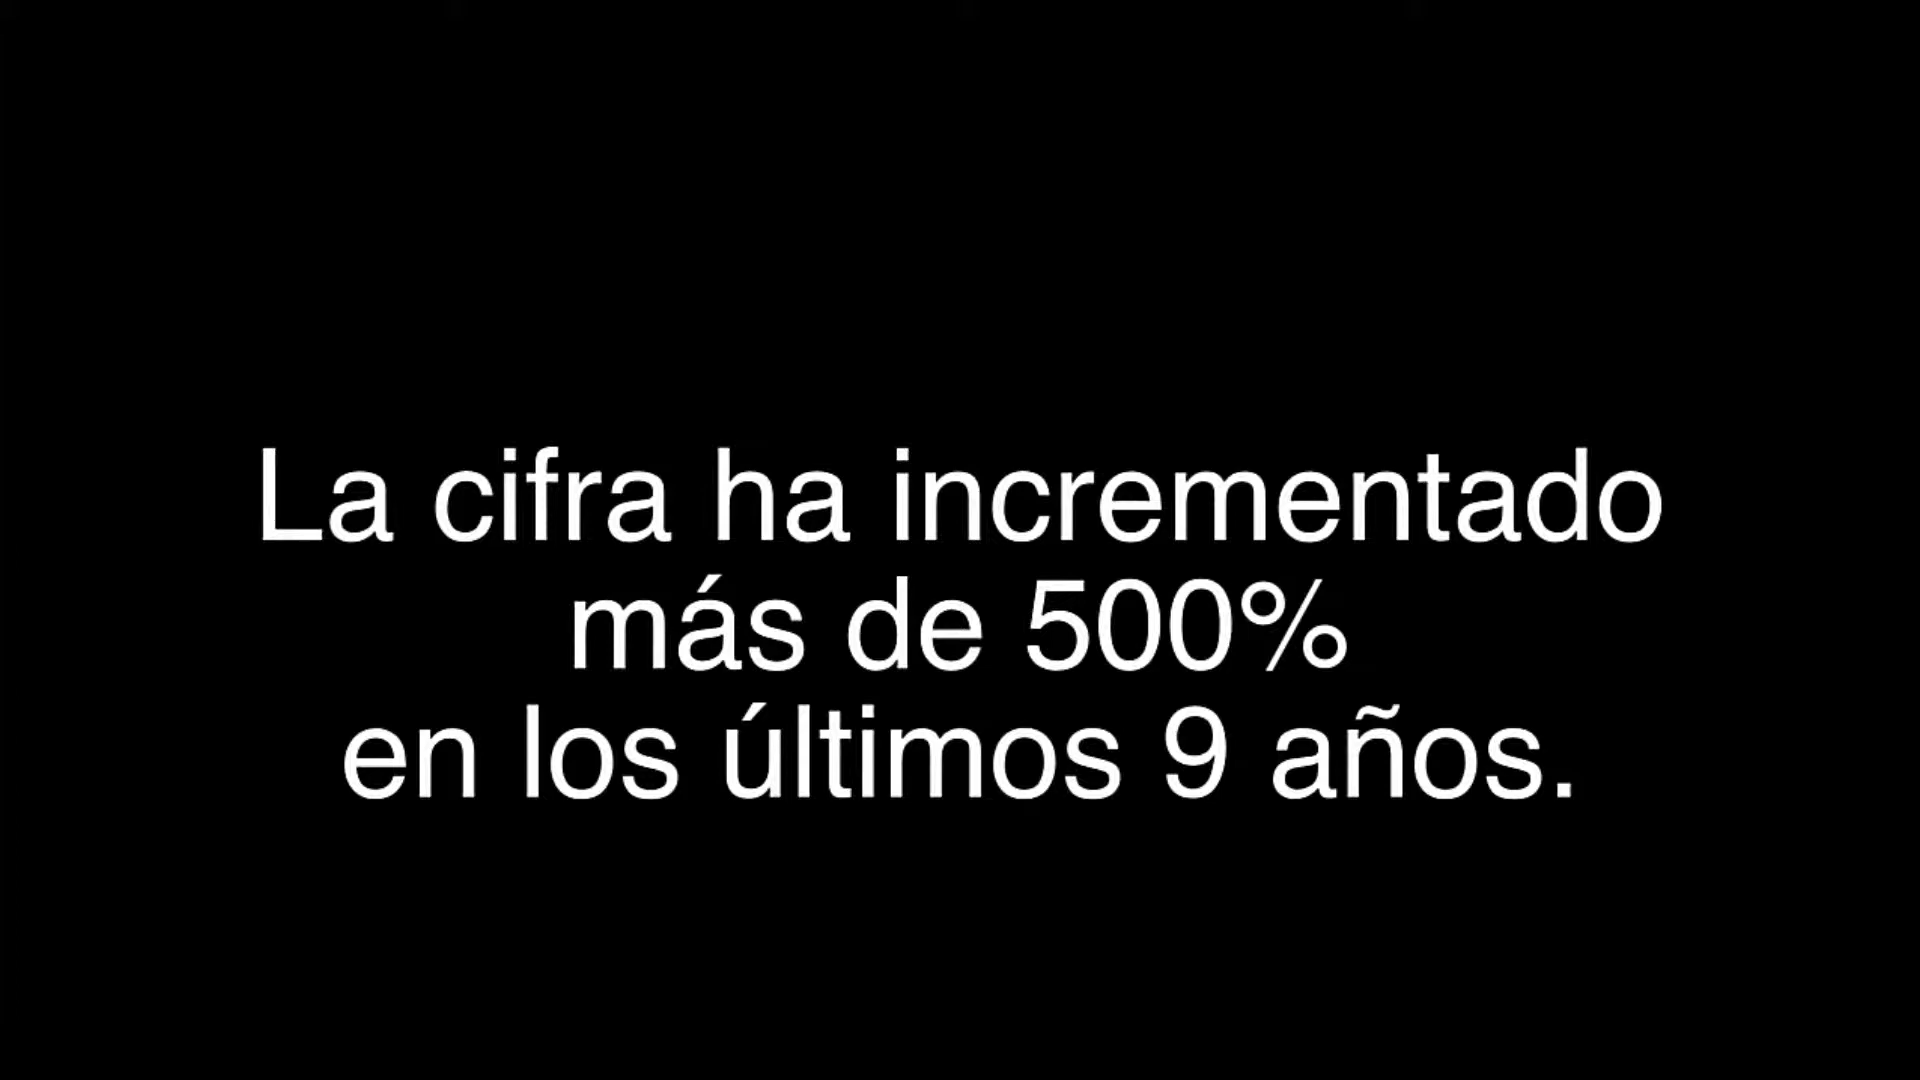 La cifra ha incrementado
más de 500%
en los últimos 9 años.